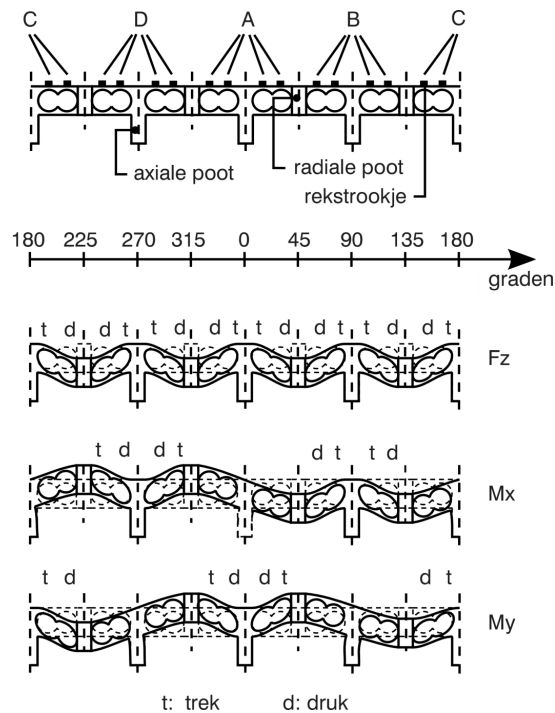 C D A B C
axiale poot
radiale poot
rekstrookje
180 225 270 315 0 45 90 135 180
graden
t d d t t d d t t d d t t d d t
Fz
t d d t d t t d
Mx
t d t d d t d t
My
t: trek d: druk